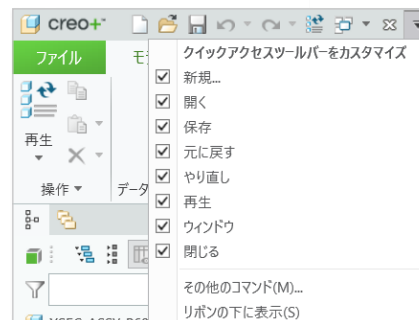 creo+
ファイル
モ
クイックアクセスツールバーをカスタマイズ
新規...
開く
保存
元に戻す
やり直し
再生
ウィンドウ
閉じる
その他のコマンド(M)...
リボンの下に表示(S)
再生
操作
データ